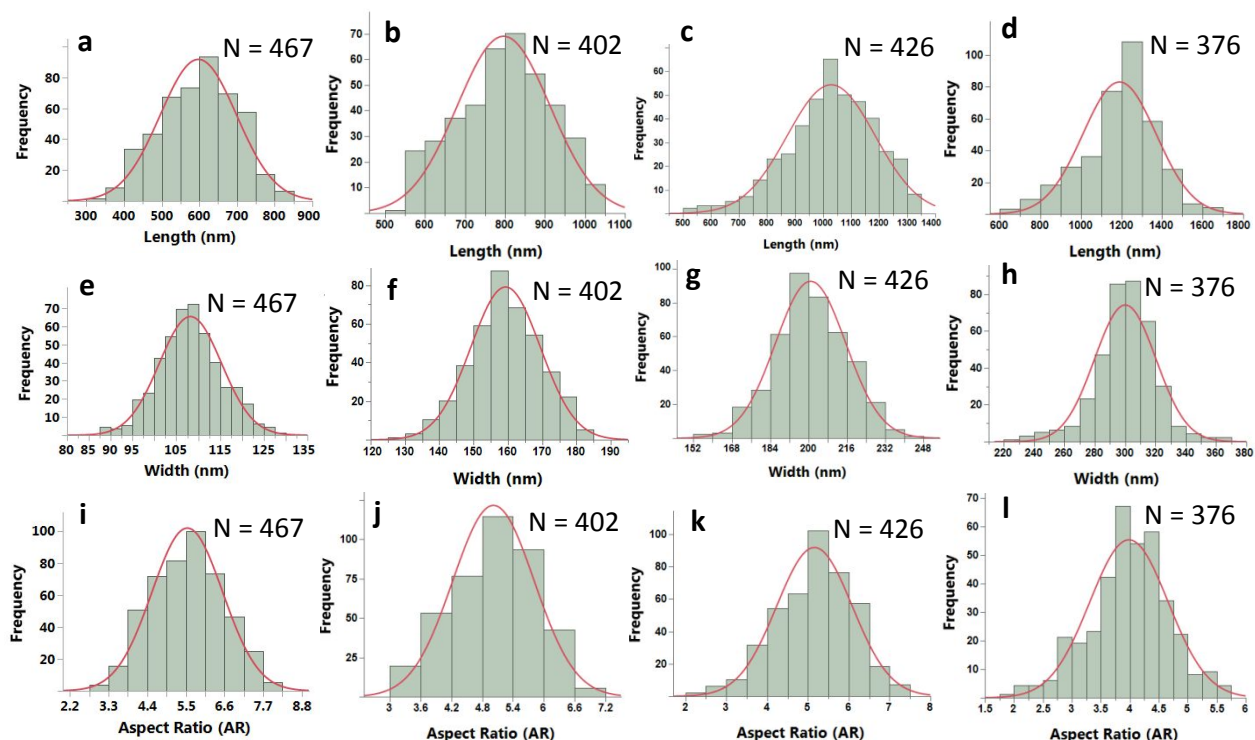 a
N = 467
Frequency
80
60
40
20
300 400 500 600 700 800 900
Length (nm)
b
N = 402
Frequency
70
60
50
40
30
20
10
500 600 700 800 900 1000 1100
Length (nm)
c
N = 426
Frequency
60
50
40
30
20
10
0
500 600 700 800 900 1000 1100 1200 1300 1400
Length (nm)
d
N = 376
Frequency
100
80
60
40
20
600 800 1000 1200 1400 1600 1800
Length (nm)
e
N = 467
Frequency
70
60
50
40
30
20
10
80 85 90 95 105 115 125 135
Width (nm)
f
N = 402
Frequency
80
60
40
20
120 130 140 150 160 170 180 190
Width (nm)
g
N = 426
Frequency
100
80
60
40
20
152 168 184 200 216 232 248
Width (nm)
h
N = 376
Frequency
80
60
40
20
0
220 240 260 280 300 320 340 360 380
Width (nm)
i
N = 467
Frequency
100
80
60
40
20
2.2 3.3 4.4 5.5 6.6 7.7 8.8
Aspect Ratio (AR)
j
N = 402
Frequency
100
75
50
25
3 3.6 4.2 4.8 5.4 6 6.6 7.2
Aspect Ratio (AR)
k
N = 426
Frequency
100
80
60
40
20
0
2 3 4 5 6 7 8
Aspect Ratio (AR)
l
N = 376
Frequency
70
60
50
40
30
20
10
1.5 2 2.5 3 3.5 4 4.5 5 5.5 6
Aspect Ratio (AR)